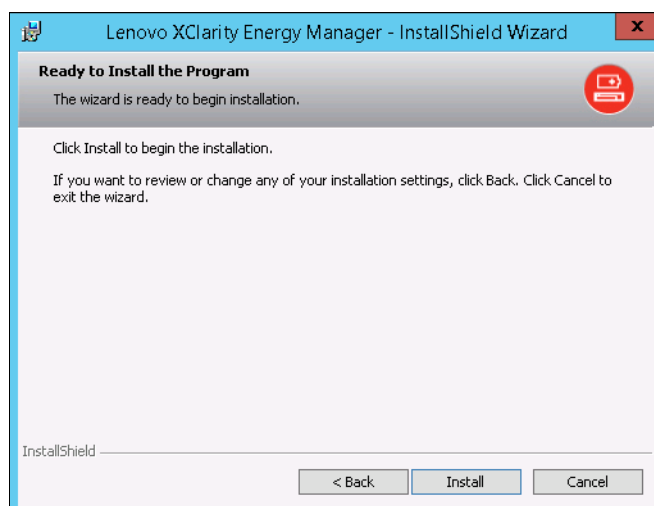 Lenovo XClarity Energy Manager - InstallShield Wizard
x
Ready to Install the Program
The wizard is ready to begin installation.
Click Install to begin the installation.
If you want to review or change any of your installation settings, click Back. Click Cancel to
exit the wizard.
InstallShield
< Back Install Cancel